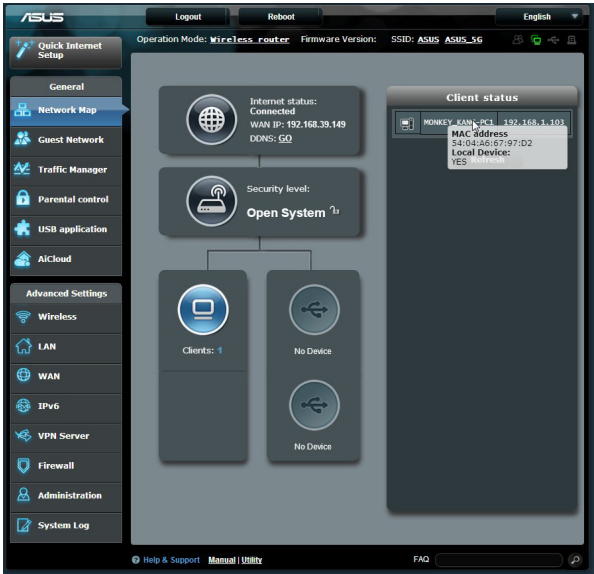 ASUS
Logout Reboot English
Operation Mode: Wireless router Firmware Version: SSID: ASUS ASUS_5G
Quick Internet
Setup
General
Network Map
Guest Network
Traffic Manager
Parental control
USB application
AiCloud
Advanced Settings
Wireless
LAN
WAN
IPv6
VPN Server
Firewall
Administration
System Log
Internet status:
Connected
WAN IP: 192.168.39.149
DDNS: GO
Security level:
Open System
Clients: 1
No Device
No Device
Client status
MONKEY_KANG-PC1 192.168.1.103
MAC address
54:04:A6:67:97:D2
Local Device:
YES
Refresh
Help & Support Manual | Utility FAQ